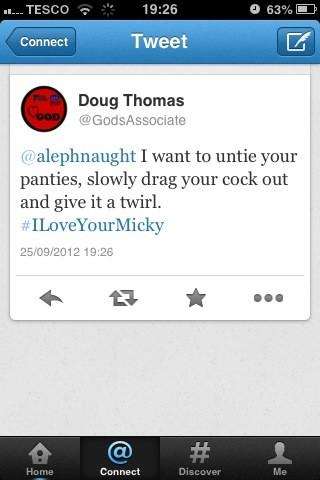 TESCO 19:26 63%
Connect Tweet
Doug Thomas
@GodsAssociate
@alephnaught I want to untie your
panties, slowly drag your cock out
and give it a twirl.
#ILoveYourMicky
25/09/2012 19:26
Home Connect Discover Me